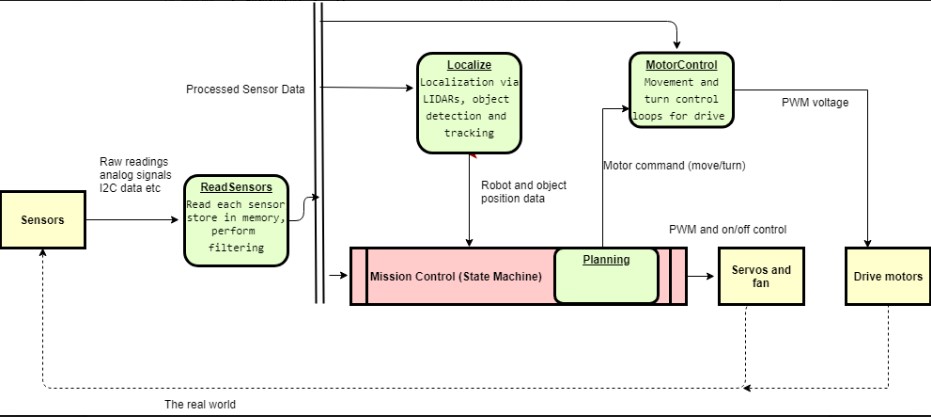 Processed Sensor Data
Raw readings
analog signals
I2C data etc
Sensors
ReadSensors
Read each sensor
store in memory,
perform
filtering
Localize
Localization via
LIDARs, object
detection and
tracking
MotorControl
Movement and
turn control
loops for drive
PWM voltage
Motor command (move/turn)
Robot and object
position data
PWM and on/off control
Mission Control (State Machine)
Planning
Servos and
fan
Drive motors
The real world